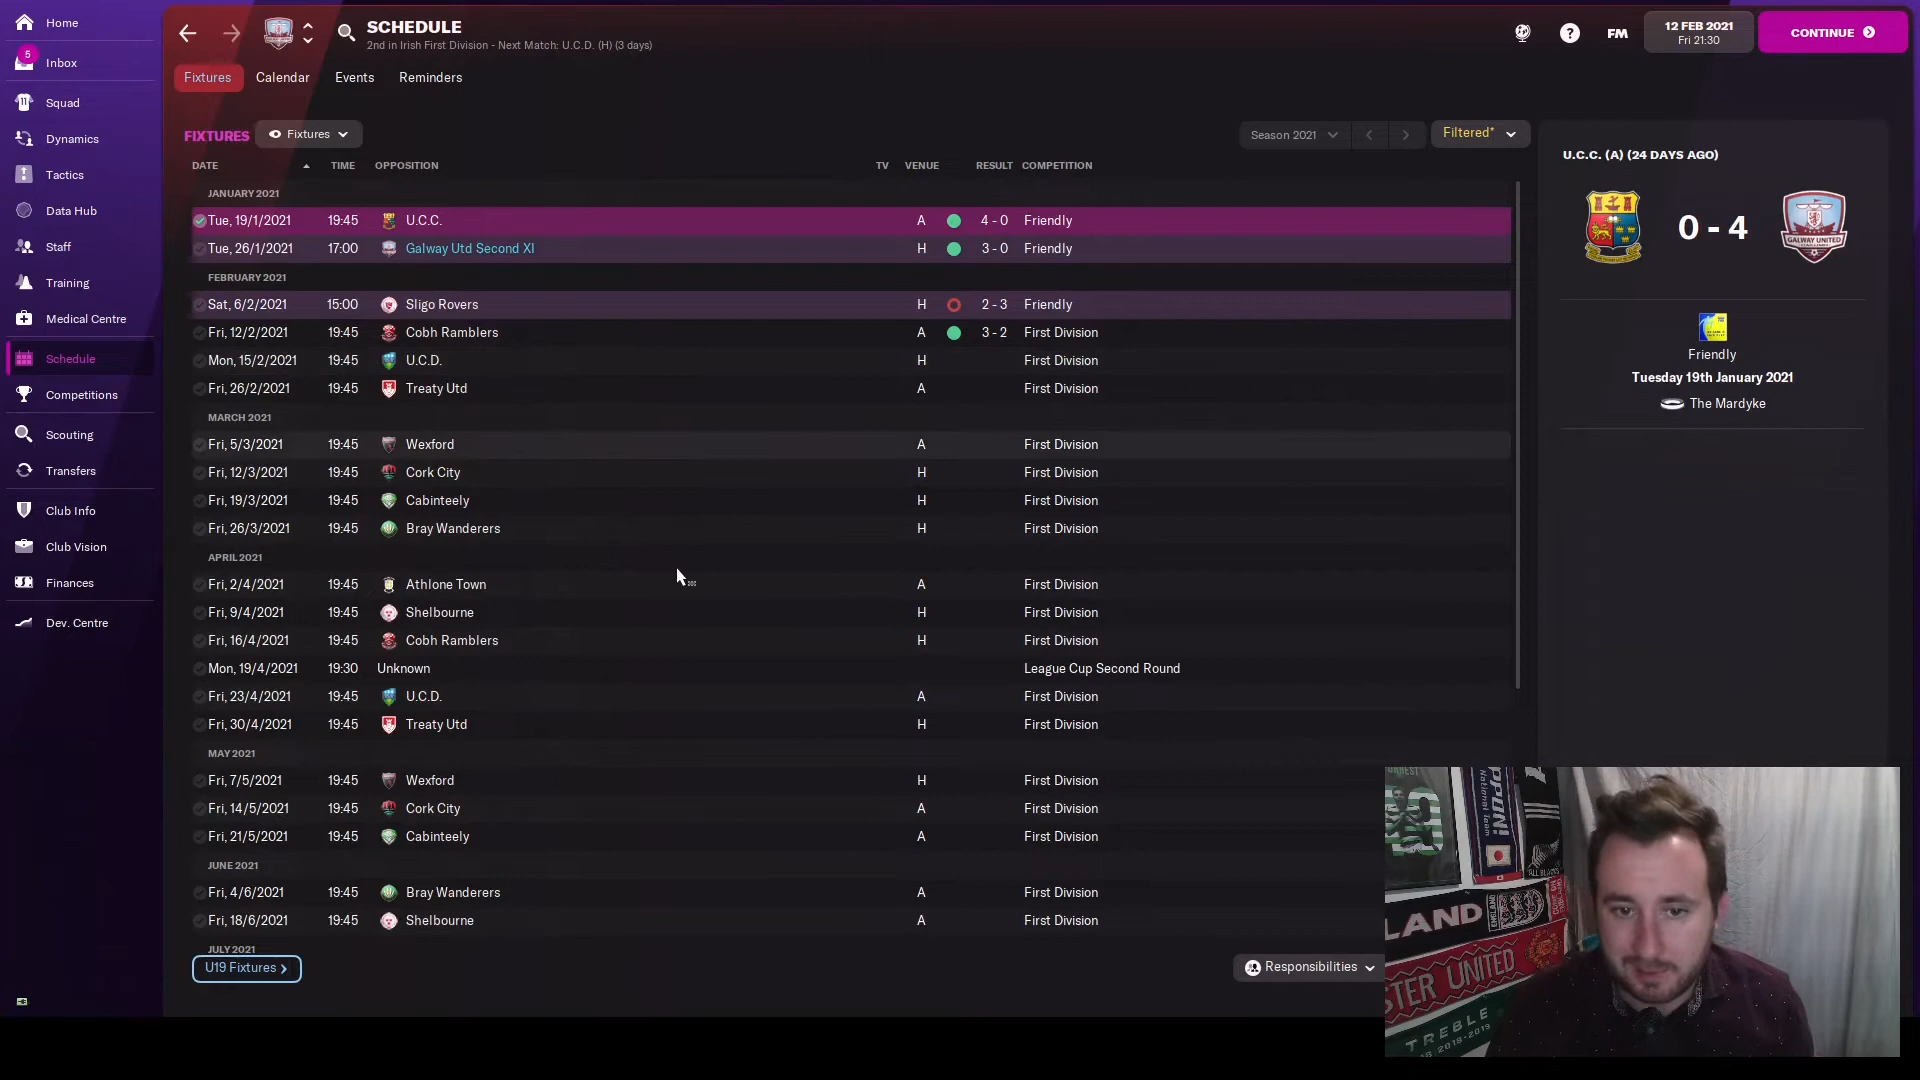 Home
5
Inbox
Squad
Dynamics
Tactics
Data Hub
Staff
Training
Medical Centre
Schedule
Competitions
Scouting
Transfers
Club Info
Club Vision
Finances
Dev. Centre
SCHEDULE
2nd in Irish First Division - Next Match: U.C.D. (H) (3 days)
FM
12 FEB 2021
Fri 21:30
CONTINUE
Fixtures Calendar Events Reminders
FIXTURES Fixtures Season 2021 Filtered*
DATE TIME OPPOSITION TV VENUE RESULT COMPETITION
JANUARY 2021
Tue, 19/1/2021 19:45 U.C.C. A 4 - 0 Friendly
Tue, 26/1/2021 17:00 Galway Utd Second XI H 3 - 0 Friendly
FEBRUARY 2021
Sat, 6/2/2021 15:00 Sligo Rovers H 2 - 3 Friendly
Fri, 12/2/2021 19:45 Cobh Ramblers A 3 - 2 First Division
Mon, 15/2/2021 19:45 U.C.D. H First Division
Fri, 26/2/2021 19:45 Treaty Utd A First Division
MARCH 2021
Fri, 5/3/2021 19:45 Wexford A First Division
Fri, 12/3/2021 19:45 Cork City H First Division
Fri, 19/3/2021 19:45 Cabinteely H First Division
Fri, 26/3/2021 19:45 Bray Wanderers H First Division
APRIL 2021
Fri, 2/4/2021 19:45 Athlone Town A First Division
Fri, 9/4/2021 19:45 Shelbourne H First Division
Fri, 16/4/2021 19:45 Cobh Ramblers H First Division
Mon, 19/4/2021 19:30 Unknown League Cup Second Round
Fri, 23/4/2021 19:45 U.C.D. A First Division
Fri, 30/4/2021 19:45 Treaty Utd H First Division
MAY 2021
Fri, 7/5/2021 19:45 Wexford H First Division
Fri, 14/5/2021 19:45 Cork City A First Division
Fri, 21/5/2021 19:45 Cabinteely A First Division
JUNE 2021
Fri, 4/6/2021 19:45 Bray Wanderers A First Division
Fri, 18/6/2021 19:45 Shelbourne A First Division
JULY 2021
U19 Fixtures
Responsibilities
U.C.C. (A) (24 DAYS AGO)
0 - 4
GALWAY UNITED
Friendly
Tuesday 19th January 2021
The Mardyke
NIPPON!
National Team
ALL BLACKS
ENGLAND
LAND
STER UNITED
TREBLE
2018-2019